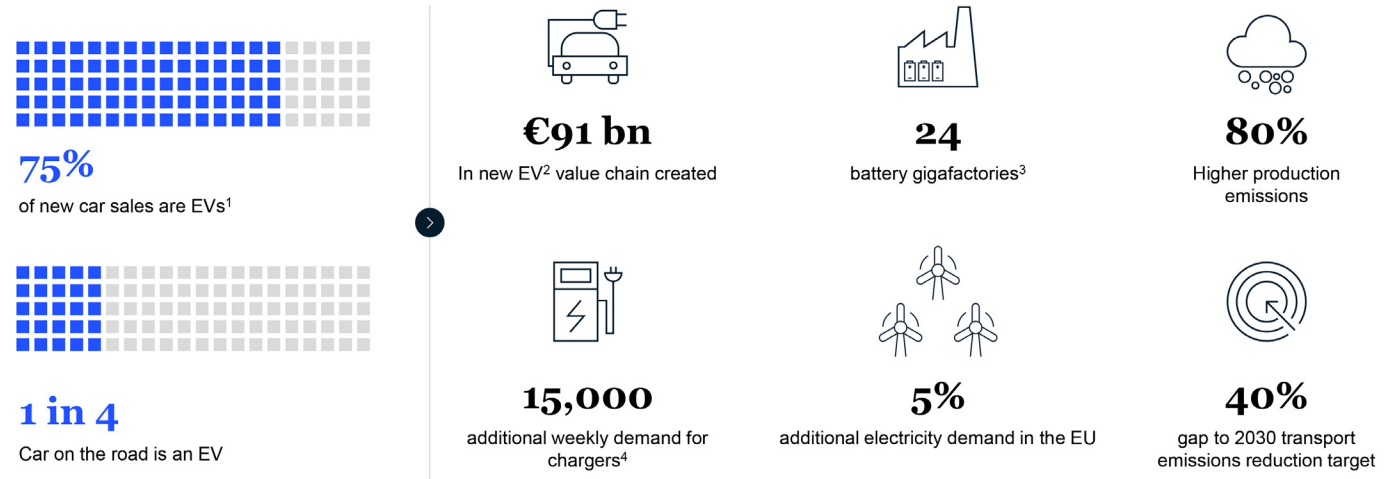 75%
of new car sales are EVs¹
1 in 4
Car on the road is an EV
€91 bn
In new EV² value chain created
24
battery gigafactories³
80%
Higher production
emissions
15,000
additional weekly demand for
chargers⁴
5%
additional electricity demand in the EU
40%
gap to 2030 transport
emissions reduction target